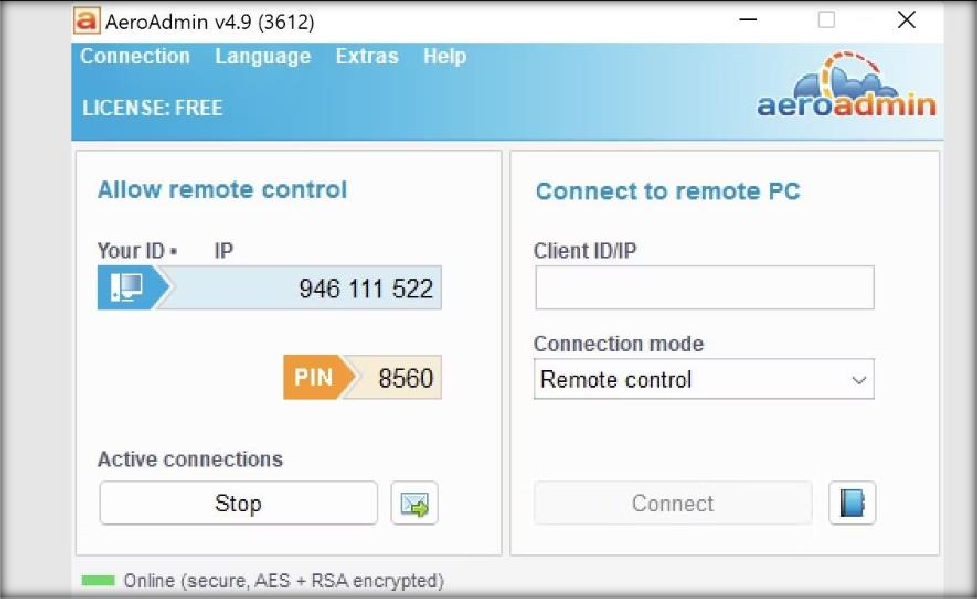 AeroAdmin v4.9 (3612)
Connection Language Extras Help
LICENSE: FREE
aeroadmin
Allow remote control
Your ID ▪ IP
946 111 522
PIN 8560
Active connections
Stop
Connect to remote PC
Client ID/IP
Connection mode
Remote control
Connect
Online (secure, AES + RSA encrypted)